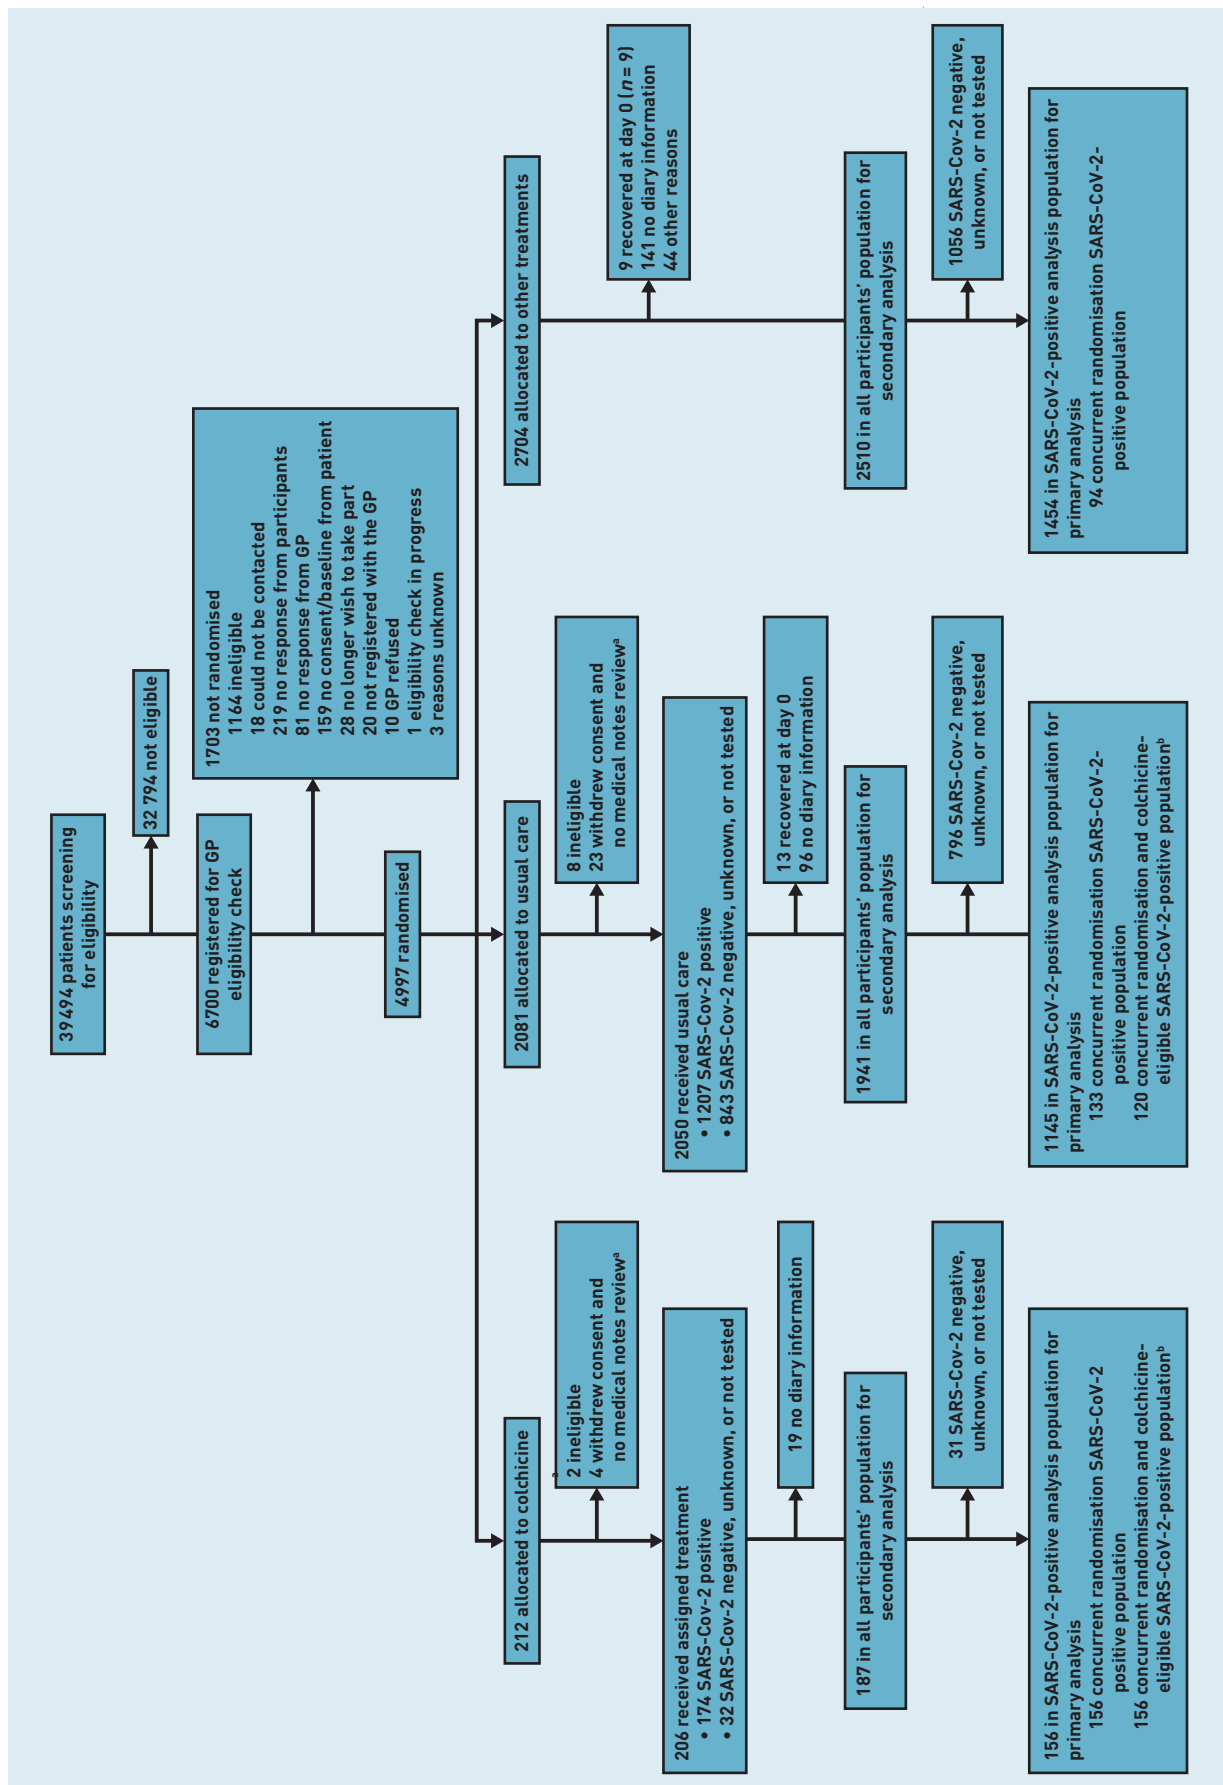 39494 patients screening
for eligibility
32 794 not eligible
6700 registered for GP
eligibility check
1703 not randomised
1164 ineligible
18 could not be contacted
219 no response from participants
81 no response from GP
159 no consent/baseline from patient
28 no longer wish to take part
20 not registered with the GP
10 GP refused
1 eligibility check in progress
3 reasons unknown
4997 randomised
212 allocated to colchicine
a
2 ineligible
4 withdrew consent and
no medical notes reviewᵃ
206 received assigned treatment
• 174 SARS-Cov-2 positive
• 32 SARS-Cov-2 negative, unknown, or not tested
19 no diary information
187 in all participants’ population for
secondary analysis
31 SARS-Cov-2 negative,
unknown, or not tested
156 in SARS-CoV-2-positive analysis population for
primary analysis
156 concurrent randomisation SARS-CoV-2
positive population
156 concurrent randomisation and colchicine-
eligible SARS-CoV-2-positive populationᵇ
2081 allocated to usual care
8 ineligible
23 withdrew consent and
no medical notes reviewᵃ
2050 received usual care
• 1207 SARS-Cov-2 positive
• 843 SARS-Cov-2 negative, unknown, or not tested
13 recovered at day 0
96 no diary information
1941 in all participants’ population for
secondary analysis
796 SARS-Cov-2 negative,
unknown, or not tested
1145 in SARS-CoV-2-positive analysis population for
primary analysis
133 concurrent randomisation SARS-CoV-2-
positive population
120 concurrent randomisation and colchicine-
eligible SARS-CoV-2-positive populationᵇ
2704 allocated to other treatments
9 recovered at day 0 (n = 9)
141 no diary information
44 other reasons
2510 in all participants’ population for
secondary analysis
1056 SARS-Cov-2 negative,
unknown, or not tested
1454 in SARS-CoV-2-positive analysis population for
primary analysis
94 concurrent randomisation SARS-CoV-2-
positive population